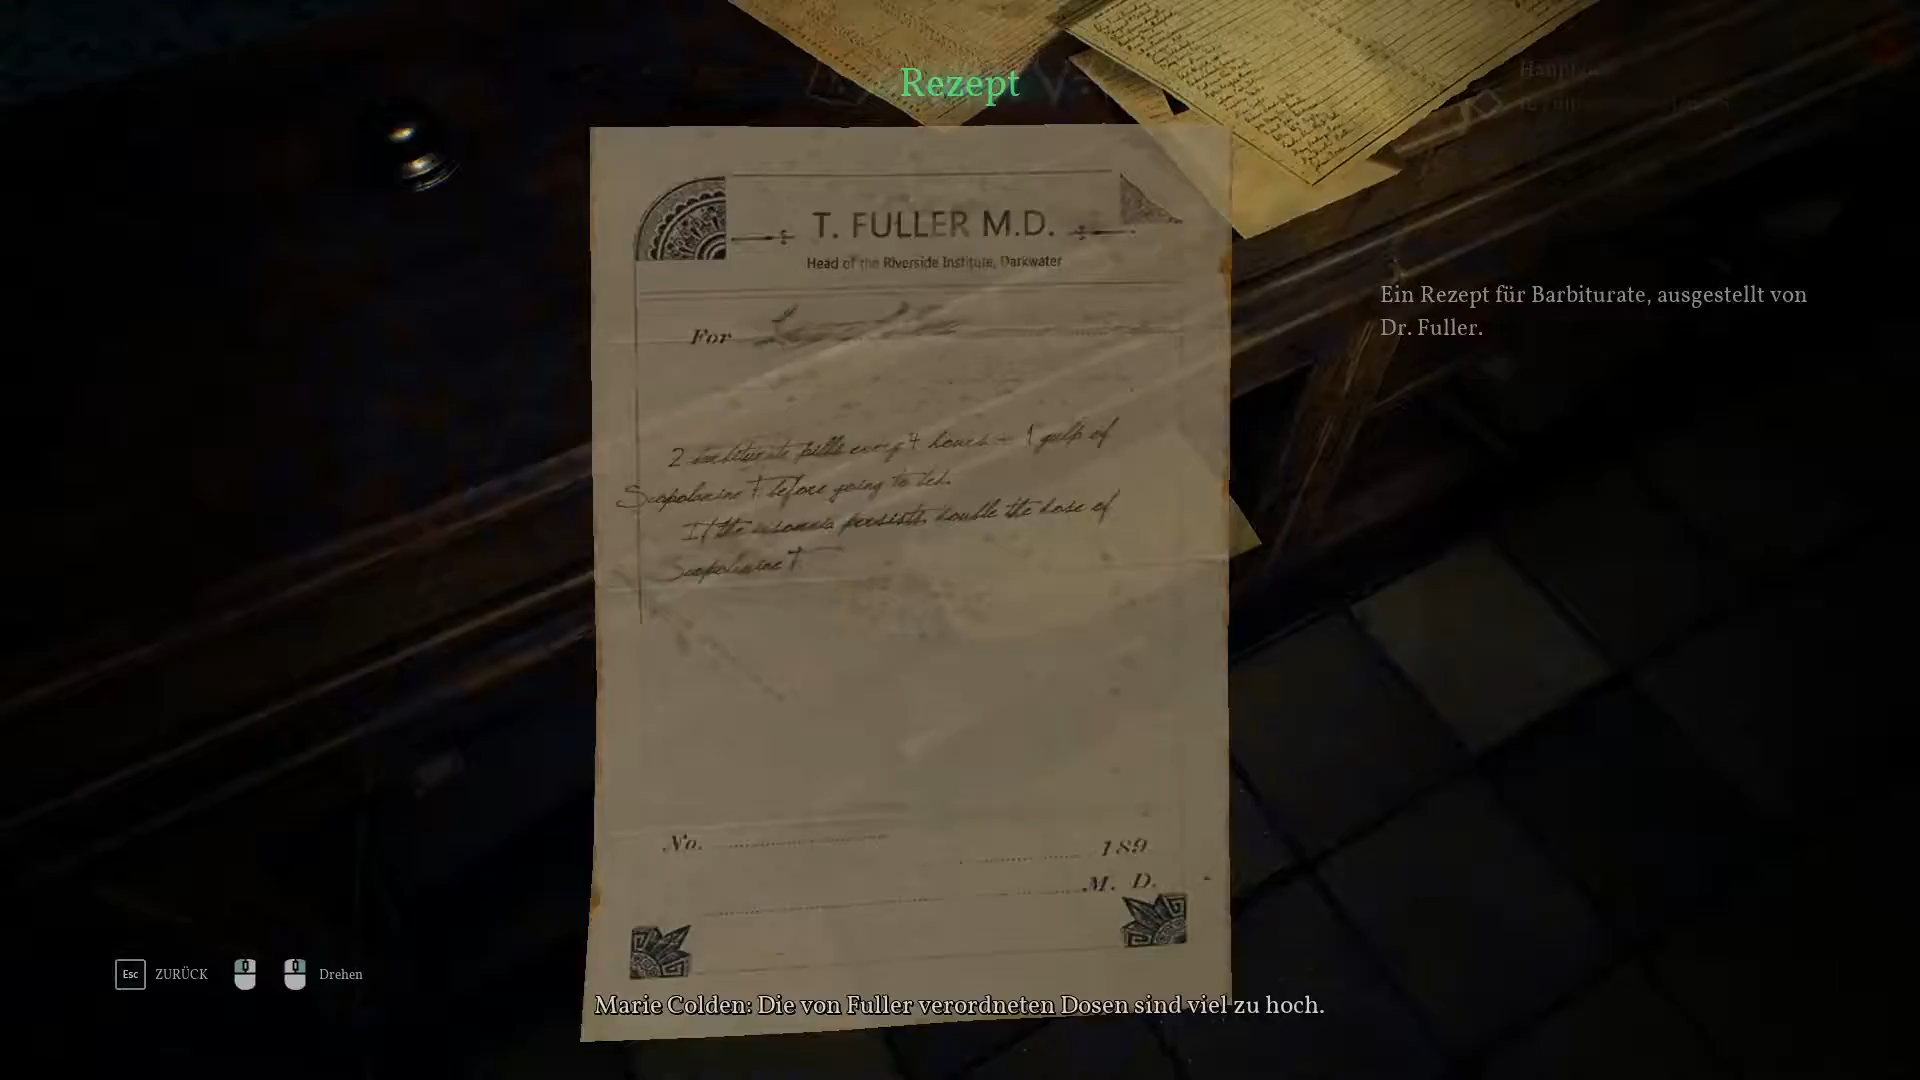 Rezept
T. FULLER M.D.
Head of the Riverside Institute, Darkwater
For
2 barbiturate pills every 4 hours + 1 gulp of
Scopolamine † before going to bed.
If the insomnia persists double the dose of
Scopolamine †
No.
189
M. D.
Ein Rezept für Barbiturate, ausgestellt von
Dr. Fuller.
Esc ZURÜCK Drehen
Marie Colden: Die von Fuller verordneten Dosen sind viel zu hoch.